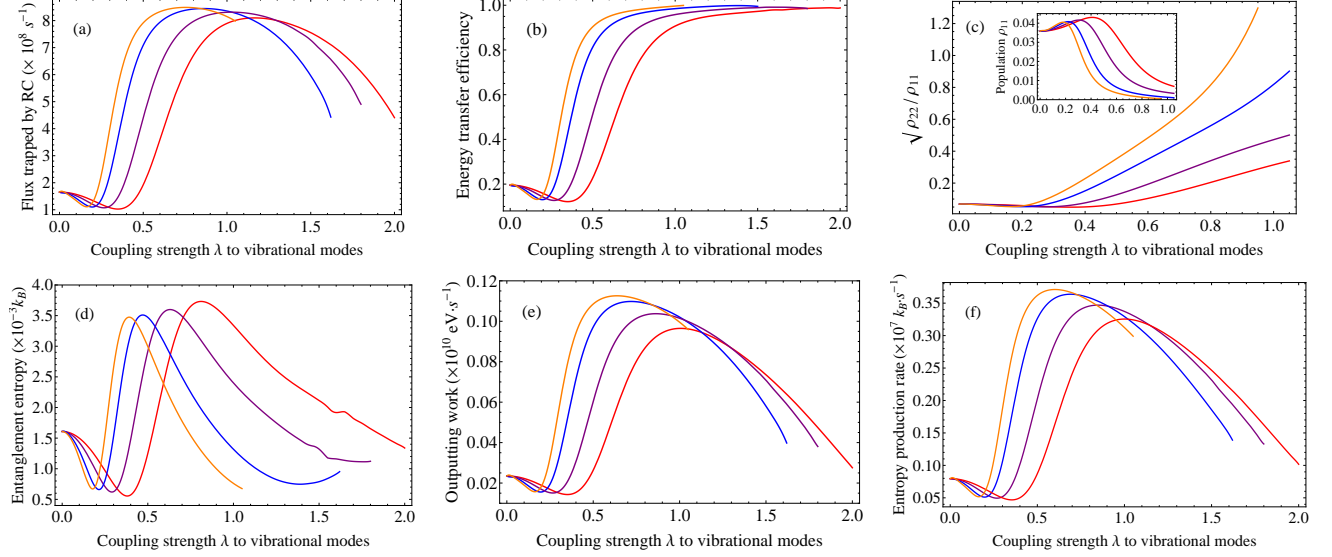 (a)
Flux trapped by RC (× 10⁸ s⁻¹)
9
8
7
6
5
4
3
2
1
0.0 0.5 1.0 1.5 2.0
Coupling strength λ to vibrational modes
(b)
Energy transfer efficiency
1.0
0.8
0.6
0.4
0.2
0.0 0.5 1.0 1.5 2.0
Coupling strength λ to vibrational modes
(c)
√ρ₂₂/ρ₁₁
1.2
1.0
0.8
0.6
0.4
0.2
0.0 0.2 0.4 0.6 0.8 1.0
Coupling strength λ to vibrational modes
Population ρ₁₁
0.04
0.03
0.02
0.01
0.00
0.0 0.2 0.4 0.6 0.8 1.0
(d)
Entanglement entropy (×10⁻³k_B)
4.0
3.5
3.0
2.5
2.0
1.5
1.0
0.5
0.0 0.5 1.0 1.5 2.0
Coupling strength λ to vibrational modes
(e)
Outputting work (×10¹⁰ eV·s⁻¹)
0.12
0.10
0.08
0.06
0.04
0.02
0.0 0.5 1.0 1.5 2.0
Coupling strength λ to vibrational modes
(f)
Entropy production rate (×10⁷ k_B·s⁻¹)
0.35
0.30
0.25
0.20
0.15
0.10
0.05
0.0 0.5 1.0 1.5 2.0
Coupling strength λ to vibrational modes